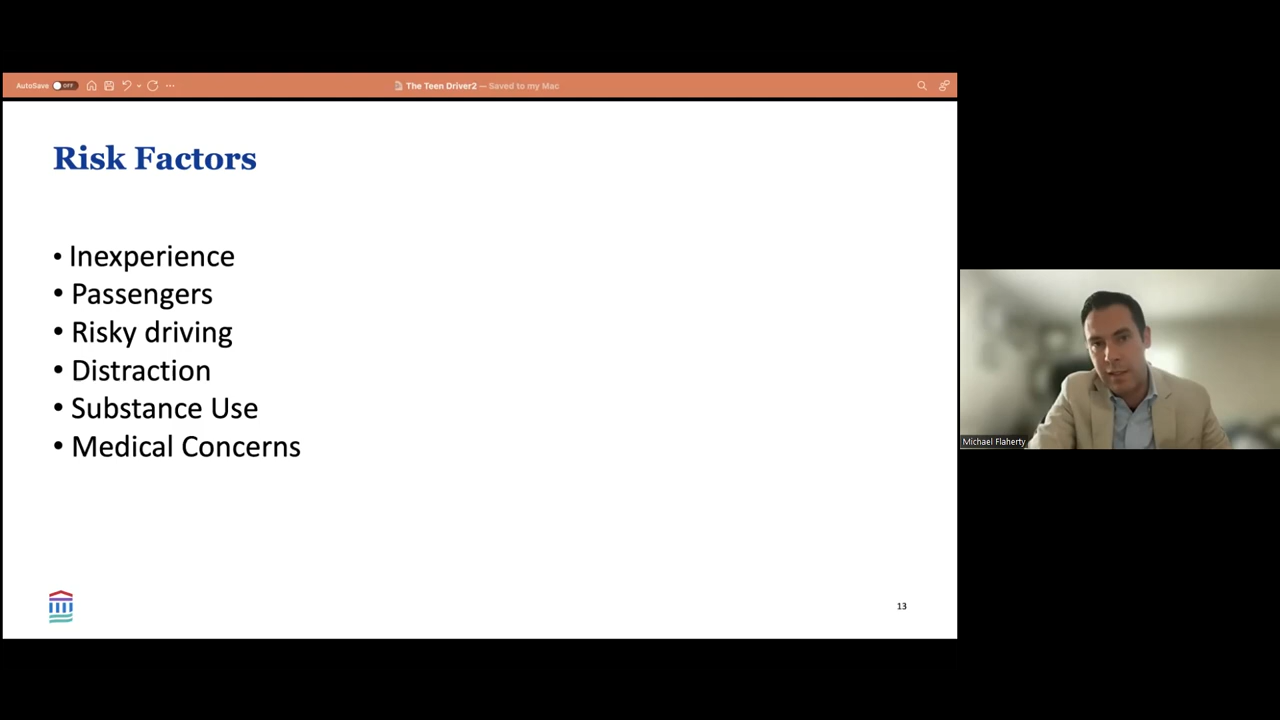 AutoSave OFF
The Teen Driver2 — Saved to my Mac
Risk Factors
• Inexperience
• Passengers
• Risky driving
• Distraction
• Substance Use
• Medical Concerns
13
Michael Flaherty